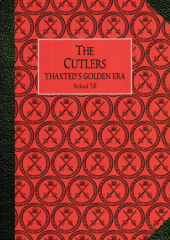 THE
CUTLERS
THAXTED'S GOLDEN ERA
Richard Till